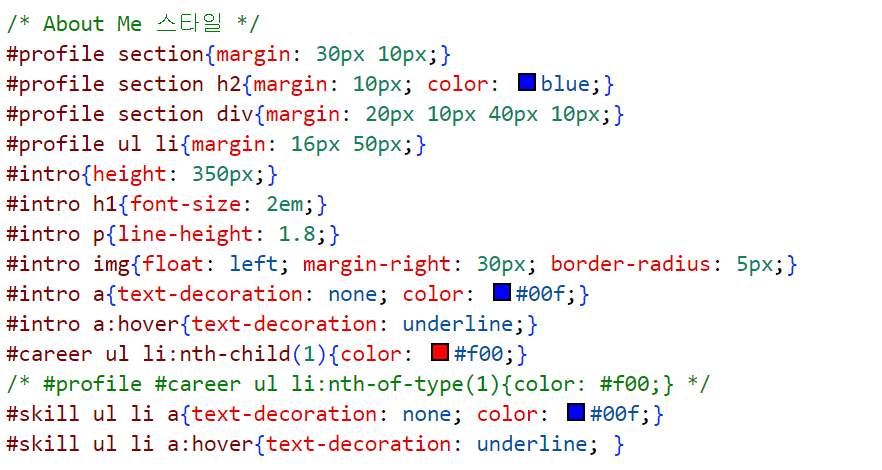 /* About Me 스타일 */
#profile section{margin: 30px 10px;}
#profile section h2{margin: 10px; color: blue;}
#profile section div{margin: 20px 10px 40px 10px;}
#profile ul li{margin: 16px 50px;}
#intro{height: 350px;}
#intro h1{font-size: 2em;}
#intro p{line-height: 1.8;}
#intro img{float: left; margin-right: 30px; border-radius: 5px;}
#intro a{text-decoration: none; color: #00f;}
#intro a:hover{text-decoration: underline;}
#career ul li:nth-child(1){color: #f00;}
/* #profile #career ul li:nth-of-type(1){color: #f00;} */
#skill ul li a{text-decoration: none; color: #00f;}
#skill ul li a:hover{text-decoration: underline; }